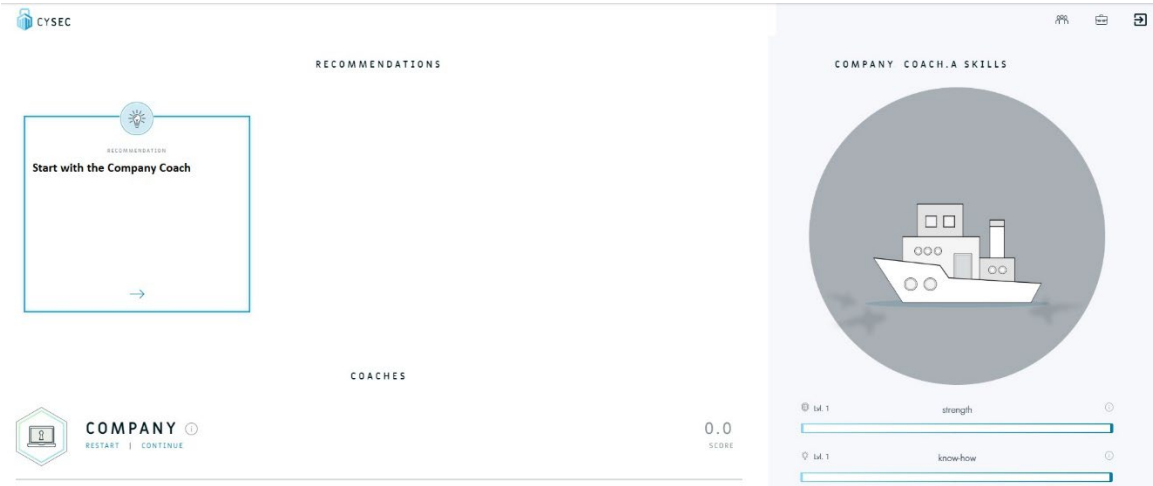 CYSEC
RECOMMENDATIONS
RECOMMENDATION
Start with the Company Coach
COACHES
COMPANY
RESTART | CONTINUE
0.0
SCORE
COMPANY COACH.A SKILLS
Lvl. 1
strength
Lvl. 1
know-how